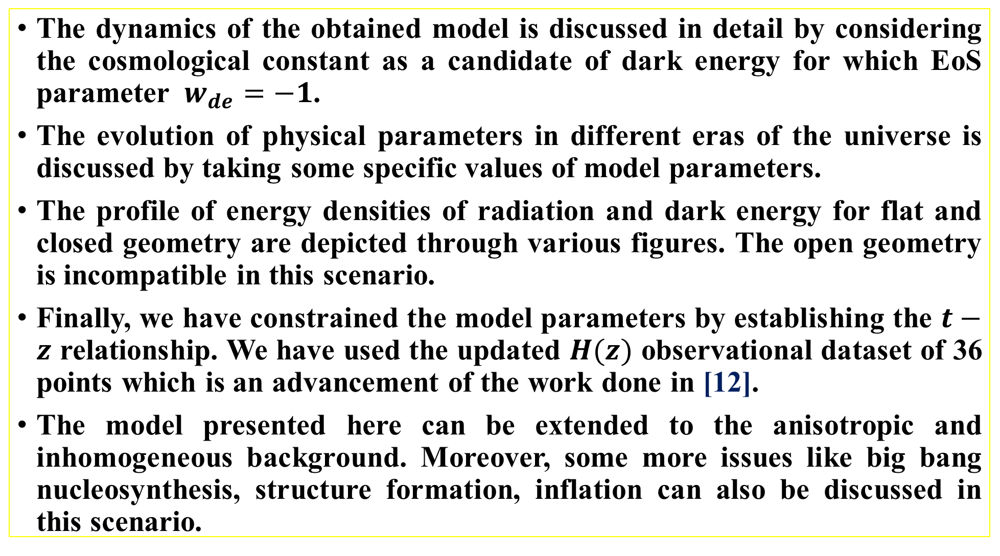 • The dynamics of the obtained model is discussed in detail by considering
the cosmological constant as a candidate of dark energy for which EoS
parameter w_de = −1.
• The evolution of physical parameters in different eras of the universe is
discussed by taking some specific values of model parameters.
• The profile of energy densities of radiation and dark energy for flat and
closed geometry are depicted through various figures. The open geometry
is incompatible in this scenario.
• Finally, we have constrained the model parameters by establishing the t −
z relationship. We have used the updated H(z) observational dataset of 36
points which is an advancement of the work done in [12].
• The model presented here can be extended to the anisotropic and
inhomogeneous background. Moreover, some more issues like big bang
nucleosynthesis, structure formation, inflation can also be discussed in
this scenario.